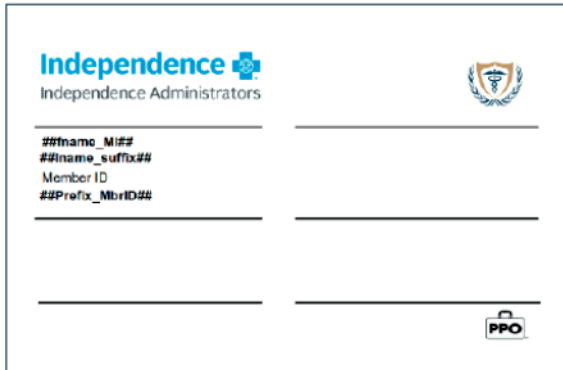 Independence
Independence Administrators
##fname_MI##
##lname_suffix##
Member ID
##Prefix_MbrID##
PPO